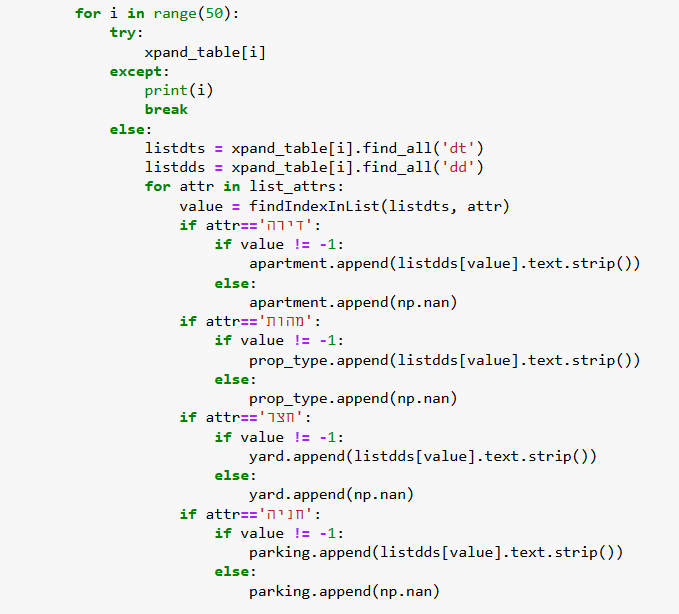 for i in range(50):
    try:
        xpand_table[i]
    except:
        print(i)
        break
    else:
        listdts = xpand_table[i].find_all('dt')
        listdds = xpand_table[i].find_all('dd')
        for attr in list_attrs:
            value = findIndexInList(listdts, attr)
            if attr=='דירה':
                if value != -1:
                    apartment.append(listdds[value].text.strip())
                else:
                    apartment.append(np.nan)
            if attr=='מהות':
                if value != -1:
                    prop_type.append(listdds[value].text.strip())
                else:
                    prop_type.append(np.nan)
            if attr=='חצר':
                if value != -1:
                    yard.append(listdds[value].text.strip())
                else:
                    yard.append(np.nan)
            if attr=='חניה':
                if value != -1:
                    parking.append(listdds[value].text.strip())
                else:
                    parking.append(np.nan)